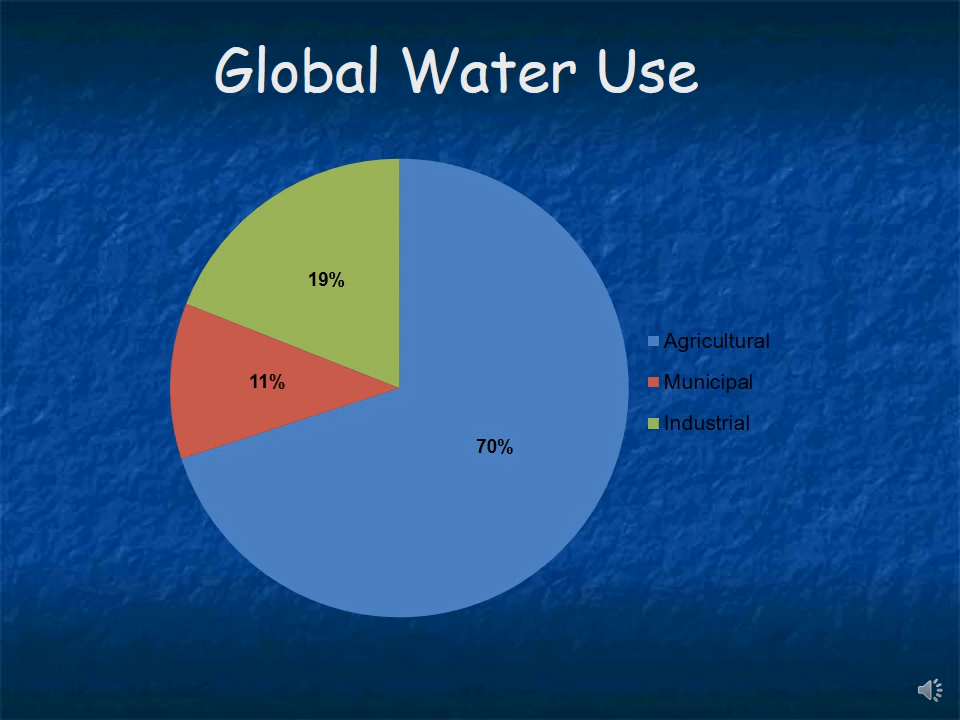 Global Water Use
19%
11%
70%
Agricultural
Municipal
Industrial